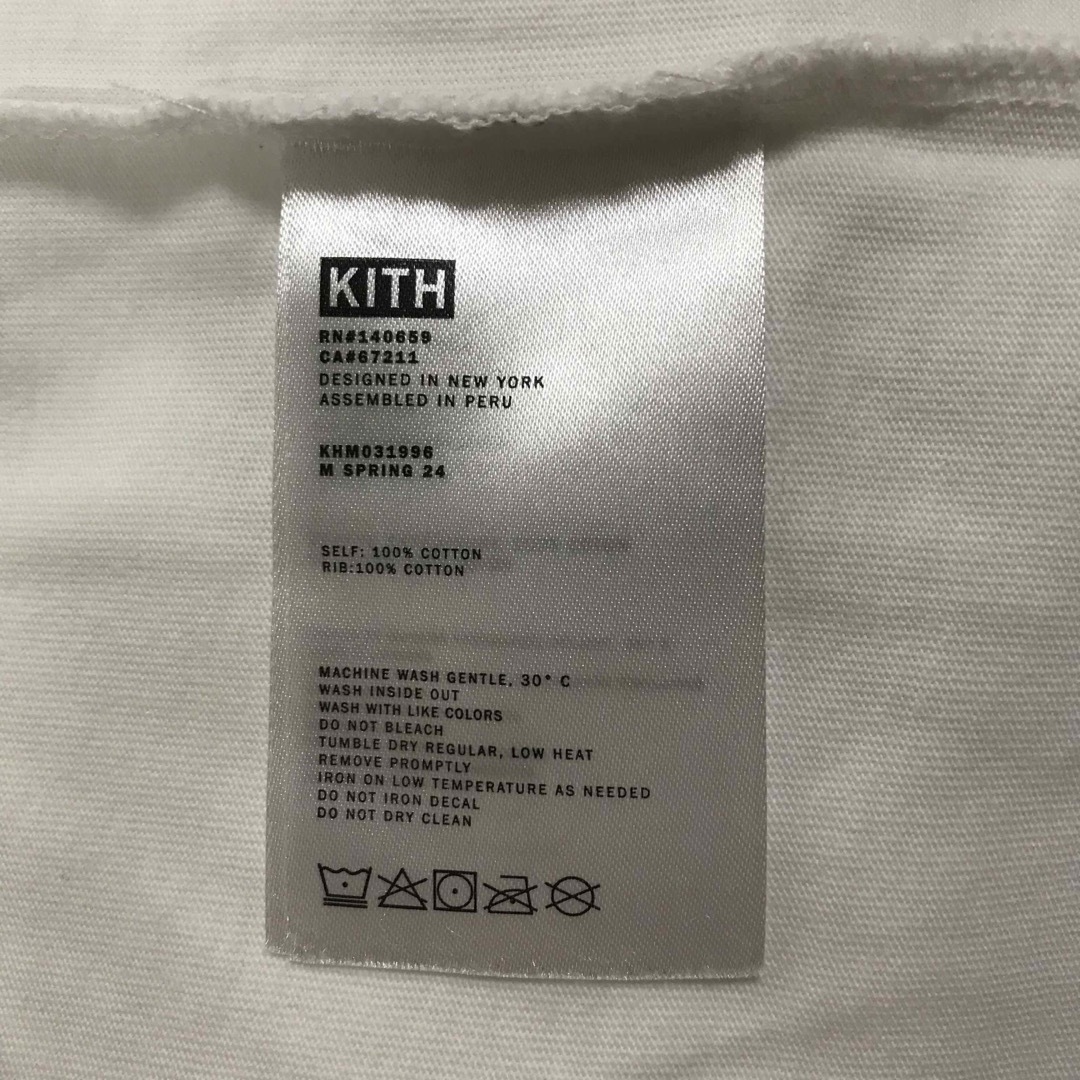 KITH
RN#140659
CA#67211
DESIGNED IN NEW YORK
ASSEMBLED IN PERU
KHM031996
M SPRING 24
SELF: 100% COTTON
RIB:100% COTTON
MACHINE WASH GENTLE, 30° C
WASH INSIDE OUT
WASH WITH LIKE COLORS
DO NOT BLEACH
TUMBLE DRY REGULAR, LOW HEAT
REMOVE PROMPTLY
IRON ON LOW TEMPERATURE AS NEEDED
DO NOT IRON DECAL
DO NOT DRY CLEAN